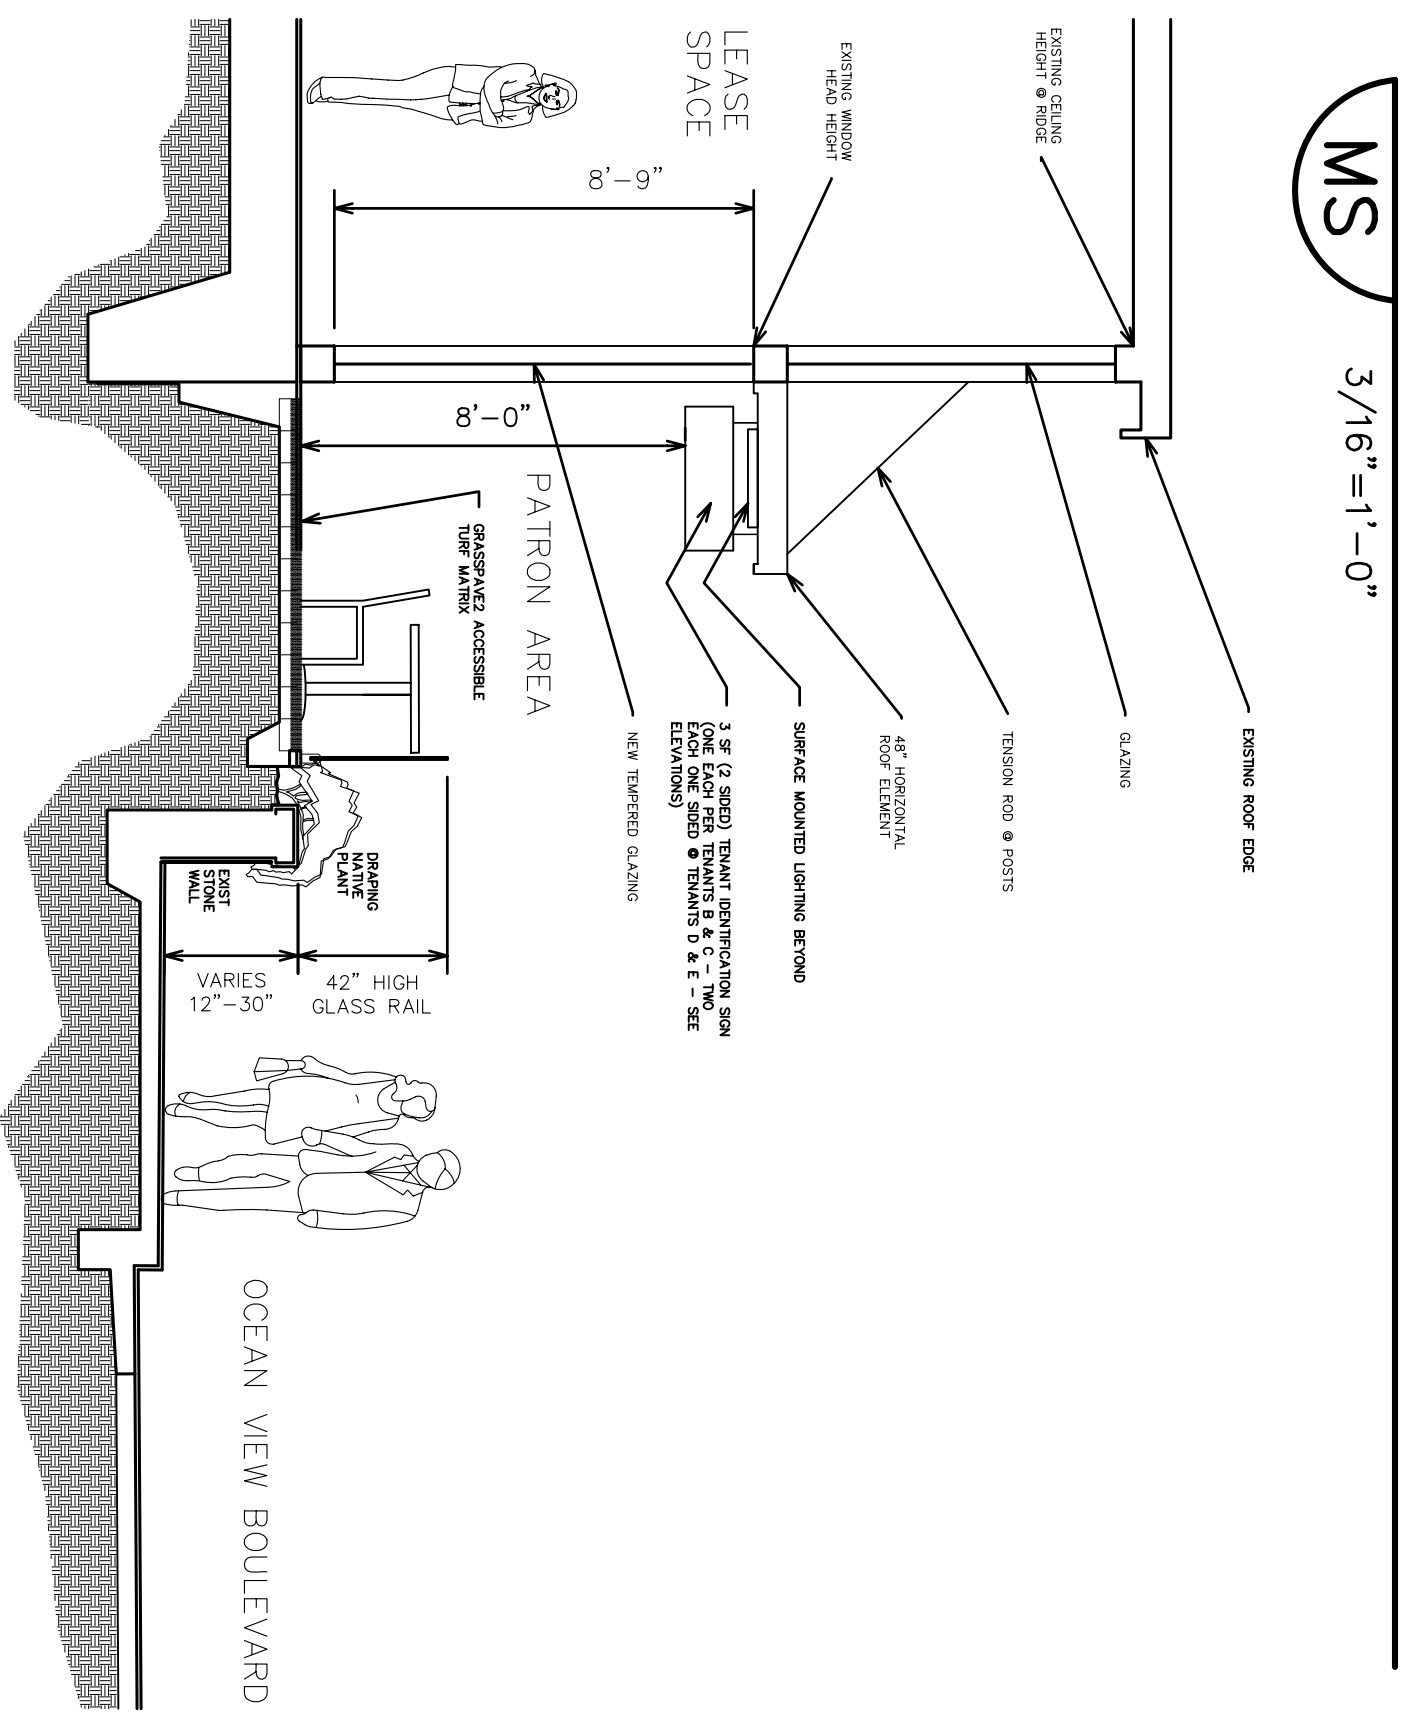 MS
3/16"=1'-0"
EXISTING CEILING
HEIGHT @ RIDGE
EXISTING WINDOW
HEAD HEIGHT
LEASE
SPACE
8'-9"
8'-0"
PATRON AREA
GRASSPAVE2 ACCESSIBLE
TURF MATRIX
EXISTING ROOF EDGE
GLAZING
TENSION ROD @ POSTS
48" HORIZONTAL
ROOF ELEMENT
SURFACE MOUNTED LIGHTING BEYOND
3 SF (2 SIDED) TENANT IDENTIFICATION SIGN
(ONE EACH PER TENANTS B & C - TWO
EACH ONE SIDED @ TENANTS D & E - SEE
ELEVATIONS)
NEW TEMPERED GLAZING
DRAPING
NATIVE
PLANT
EXIST
STONE
WALL
42" HIGH
GLASS RAIL
VARIES
12"-30"
OCEAN VIEW BOULEVARD